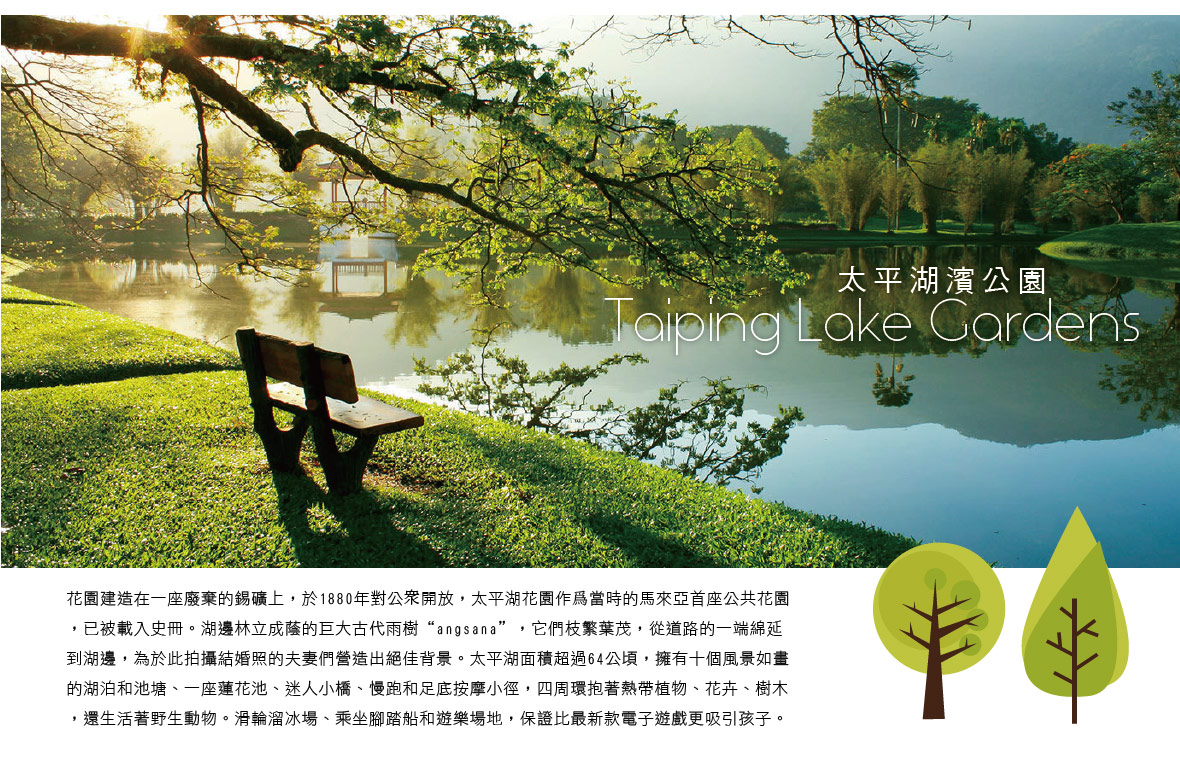 太平湖濱公園
Taiping Lake Gardens
花園建造在一座廢棄的錫礦上，於1880年對公眾開放，太平湖花園作爲當時的馬來亞首座公共花園
，已被載入史冊。湖邊林立成蔭的巨大古代雨樹“angsana”，它們枝繁葉茂，從道路的一端綿延
到湖邊，為於此拍攝結婚照的夫妻們營造出絕佳背景。太平湖面積超過64公頃，擁有十個風景如畫
的湖泊和池塘、一座蓮花池、迷人小橋、慢跑和足底按摩小徑，四周環抱著熱帶植物、花卉、樹木
，還生活著野生動物。滑輪溜冰場、乘坐腳踏船和遊樂場地，保證比最新款電子遊戲更吸引孩子。